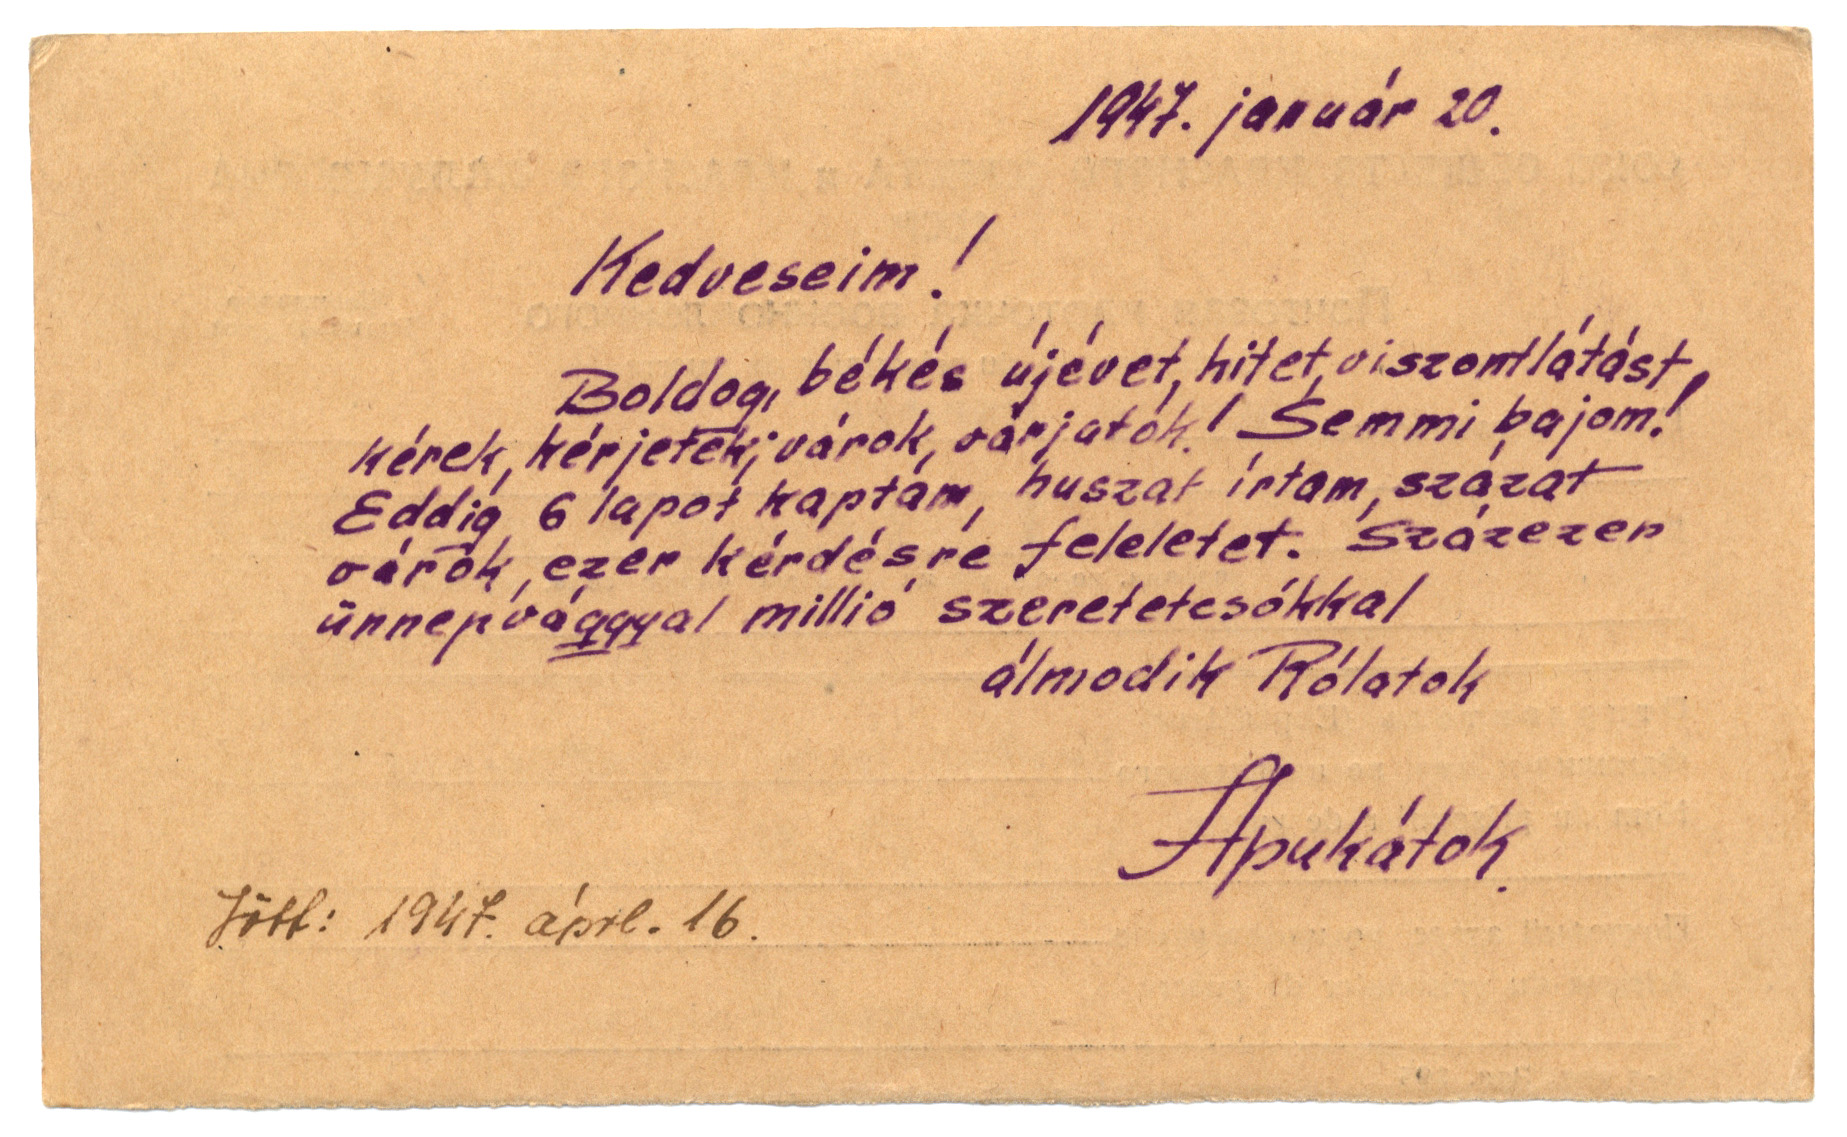 1947. január 20.
Kedveseim!
Boldog, békés újévet, hitet, viszontlátást
kérek, kérjetek; várok, várjatok! Semmi bajom!
Eddig 6 lapot kaptam, huszat írtam, százat
várok, ezer kérdésre feleletet. Százezer
ünnepvággyal millió szeretetcsókkal
álmodik Rólatok
Apukátok.
Jött: 1947. ápril. 16.